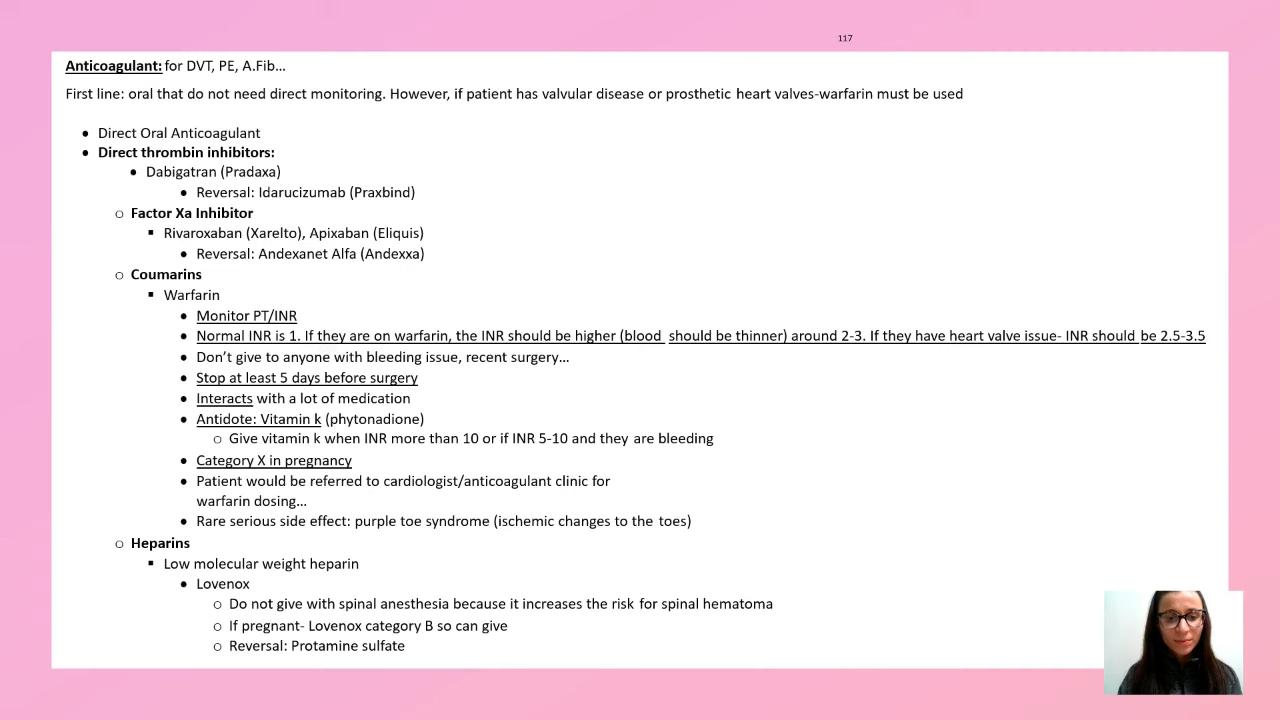 117
Anticoagulant: for DVT, PE, A.Fib...
First line: oral that do not need direct monitoring. However, if patient has valvular disease or prosthetic heart valves-warfarin must be used
• Direct Oral Anticoagulant
• Direct thrombin inhibitors:
• Dabigatran (Pradaxa)
• Reversal: Idarucizumab (Praxbind)
○ Factor Xa Inhibitor
▪ Rivaroxaban (Xarelto), Apixaban (Eliquis)
• Reversal: Andexanet Alfa (Andexxa)
○ Coumarins
▪ Warfarin
• Monitor PT/INR
• Normal INR is 1. If they are on warfarin, the INR should be higher (blood should be thinner) around 2-3. If they have heart valve issue- INR should be 2.5-3.5
• Don't give to anyone with bleeding issue, recent surgery...
• Stop at least 5 days before surgery
• Interacts with a lot of medication
• Antidote: Vitamin k (phytonadione)
○ Give vitamin k when INR more than 10 or if INR 5-10 and they are bleeding
• Category X in pregnancy
• Patient would be referred to cardiologist/anticoagulant clinic for
warfarin dosing...
• Rare serious side effect: purple toe syndrome (ischemic changes to the toes)
○ Heparins
▪ Low molecular weight heparin
• Lovenox
○ Do not give with spinal anesthesia because it increases the risk for spinal hematoma
○ If pregnant- Lovenox category B so can give
○ Reversal: Protamine sulfate